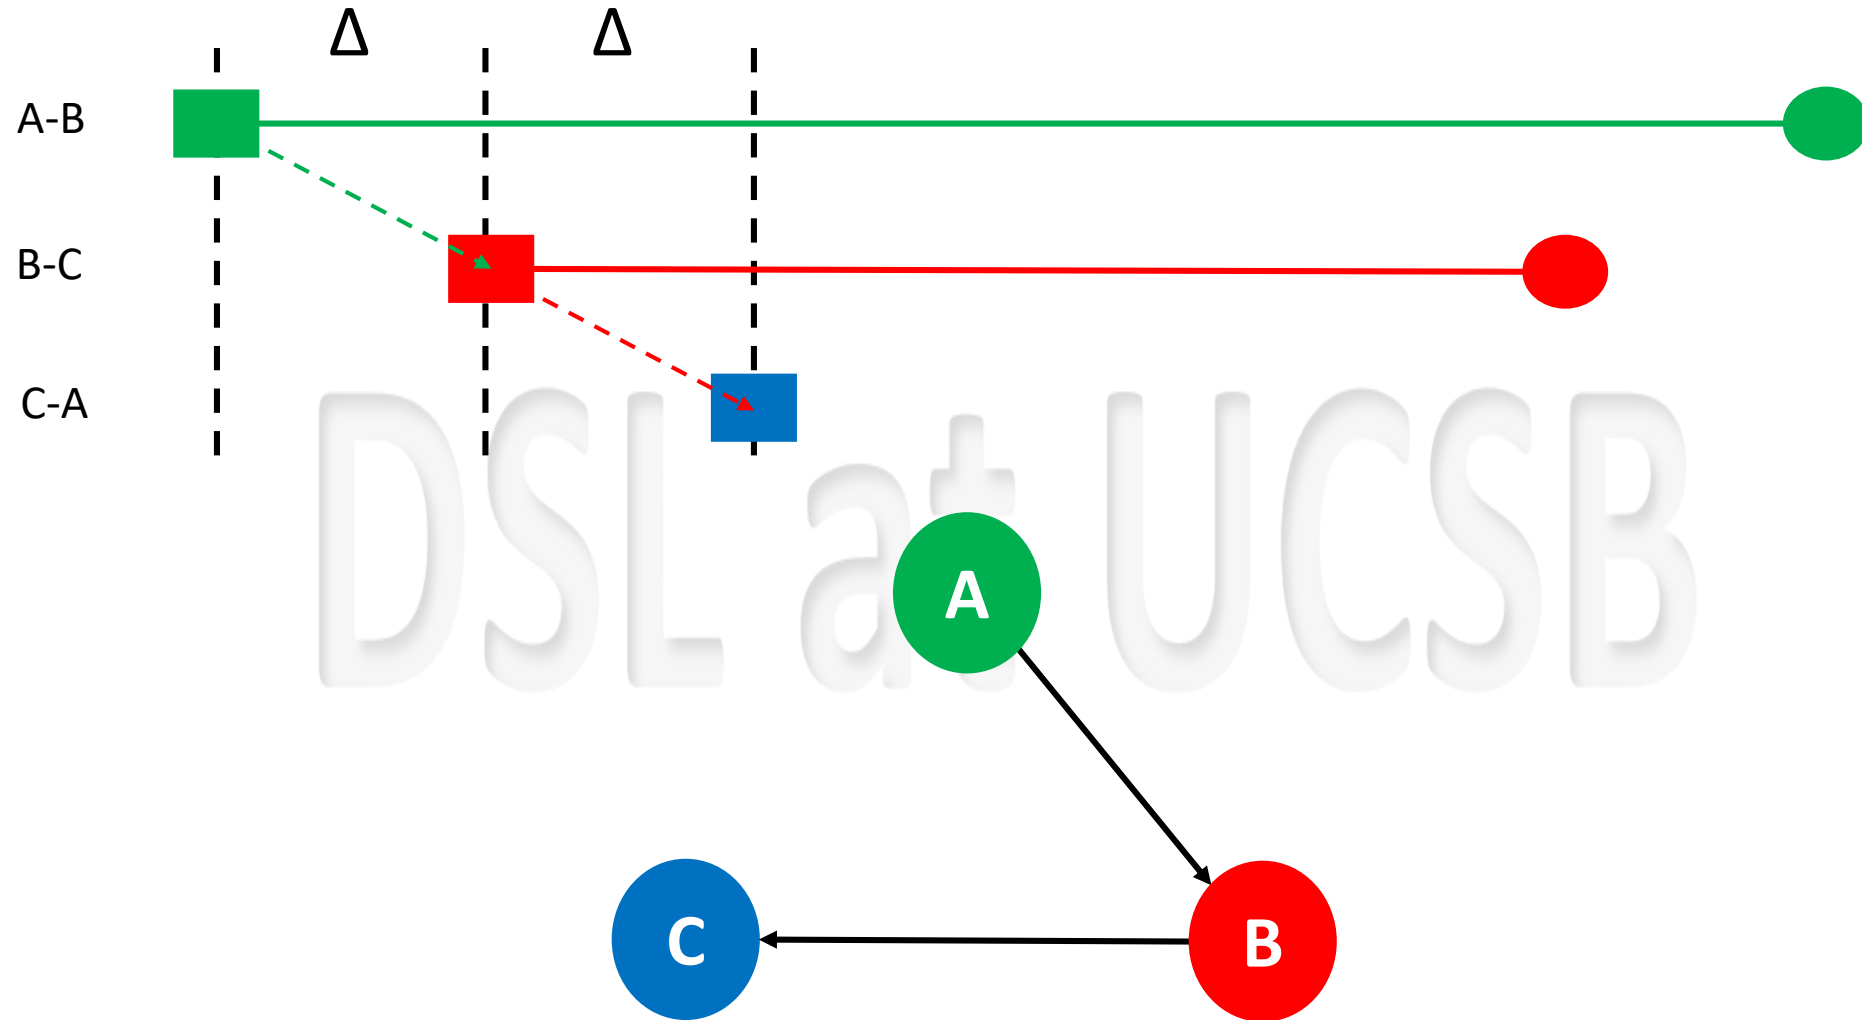 Δ Δ
A-B
B-C
C-A
DSL at UCSB
A
C B